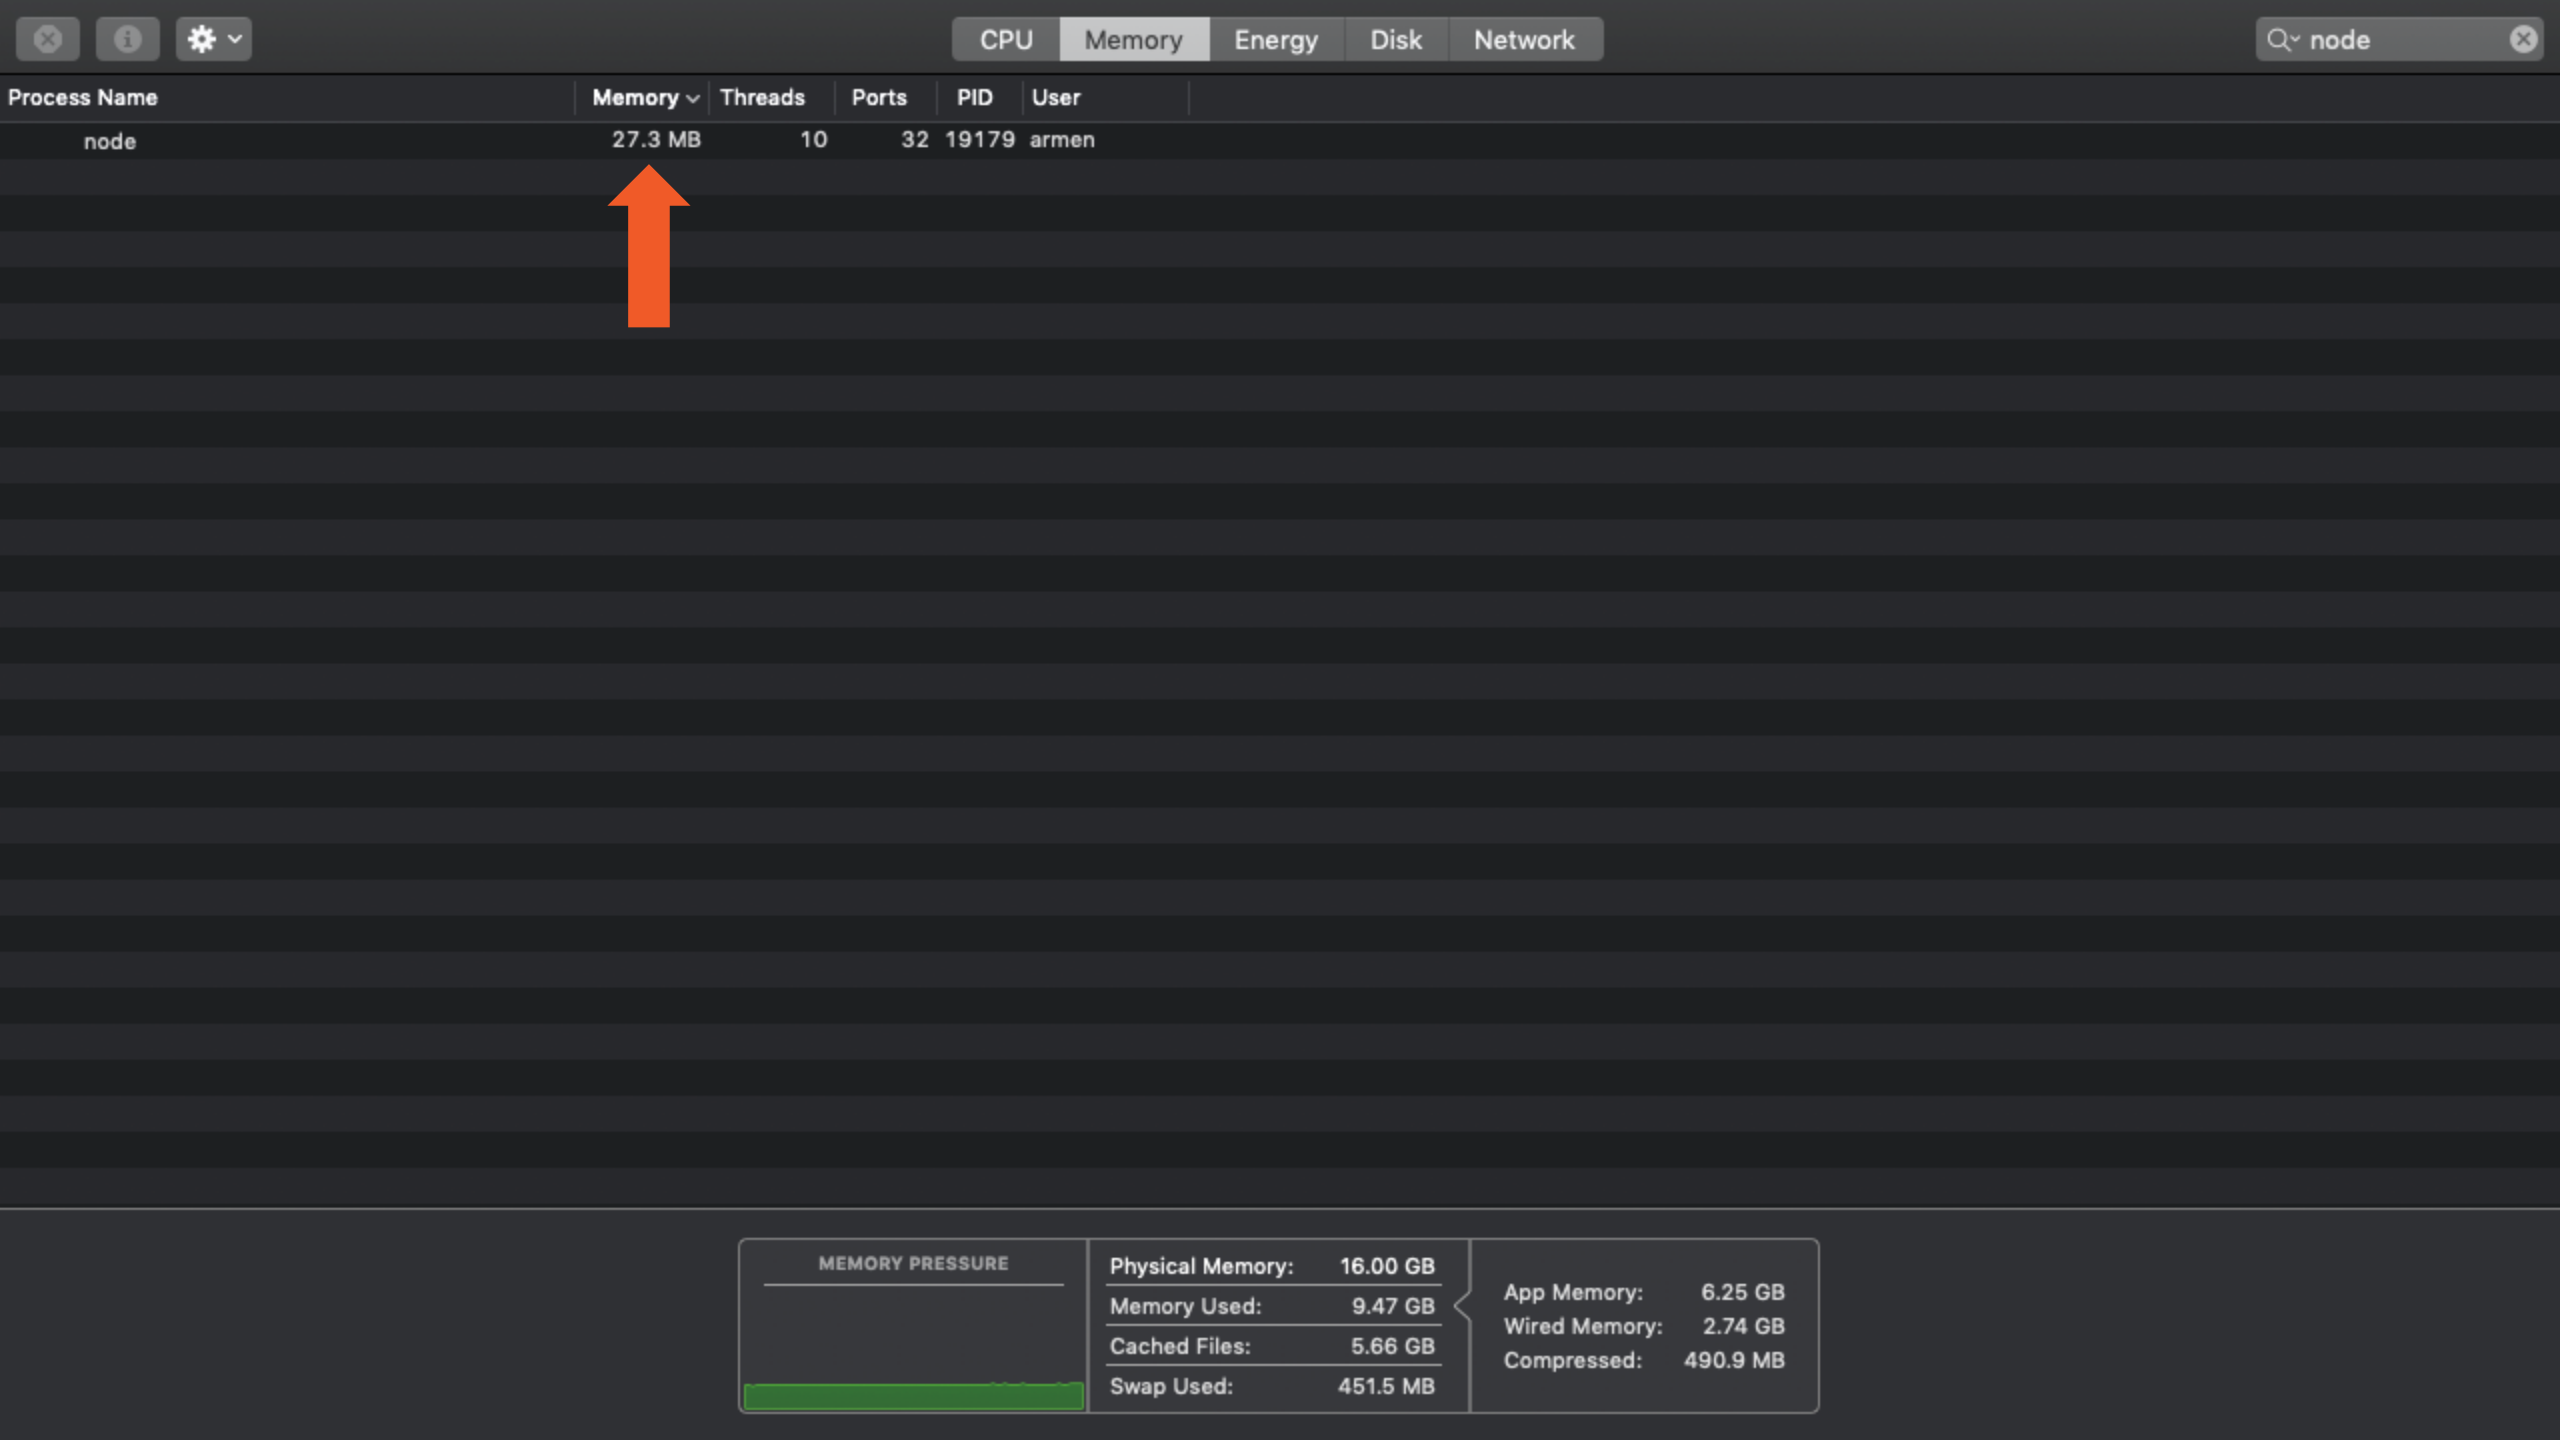 CPU Memory Energy Disk Network node
Process Name Memory Threads Ports PID User
node 27.3 MB 10 32 19179 armen
MEMORY PRESSURE
Physical Memory: 16.00 GB
Memory Used: 9.47 GB
Cached Files: 5.66 GB
Swap Used: 451.5 MB
App Memory: 6.25 GB
Wired Memory: 2.74 GB
Compressed: 490.9 MB